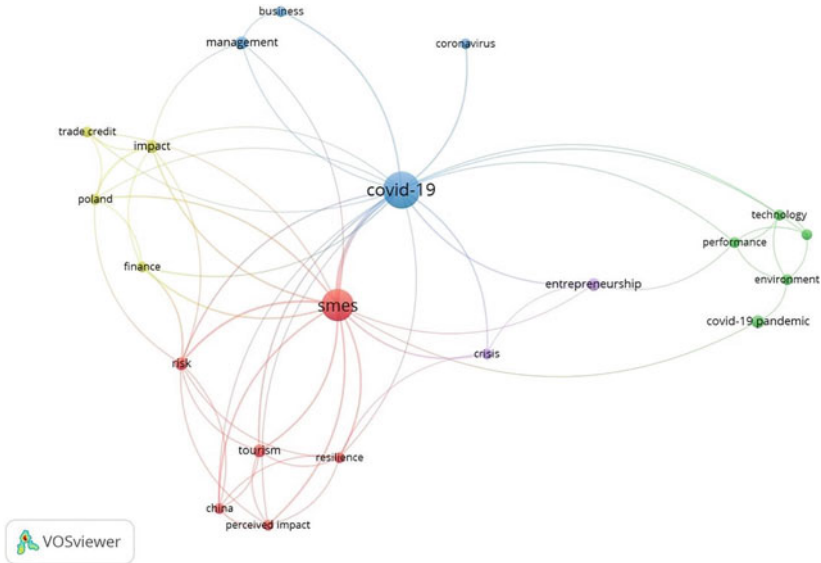 business
management
coronavirus
trade credit
impact
covid-19
poland
technology
performance
finance
environment
entrepreneurship
smes
covid-19 pandemic
crisis
risk
tourism
resilience
china
perceived impact
VOSviewer